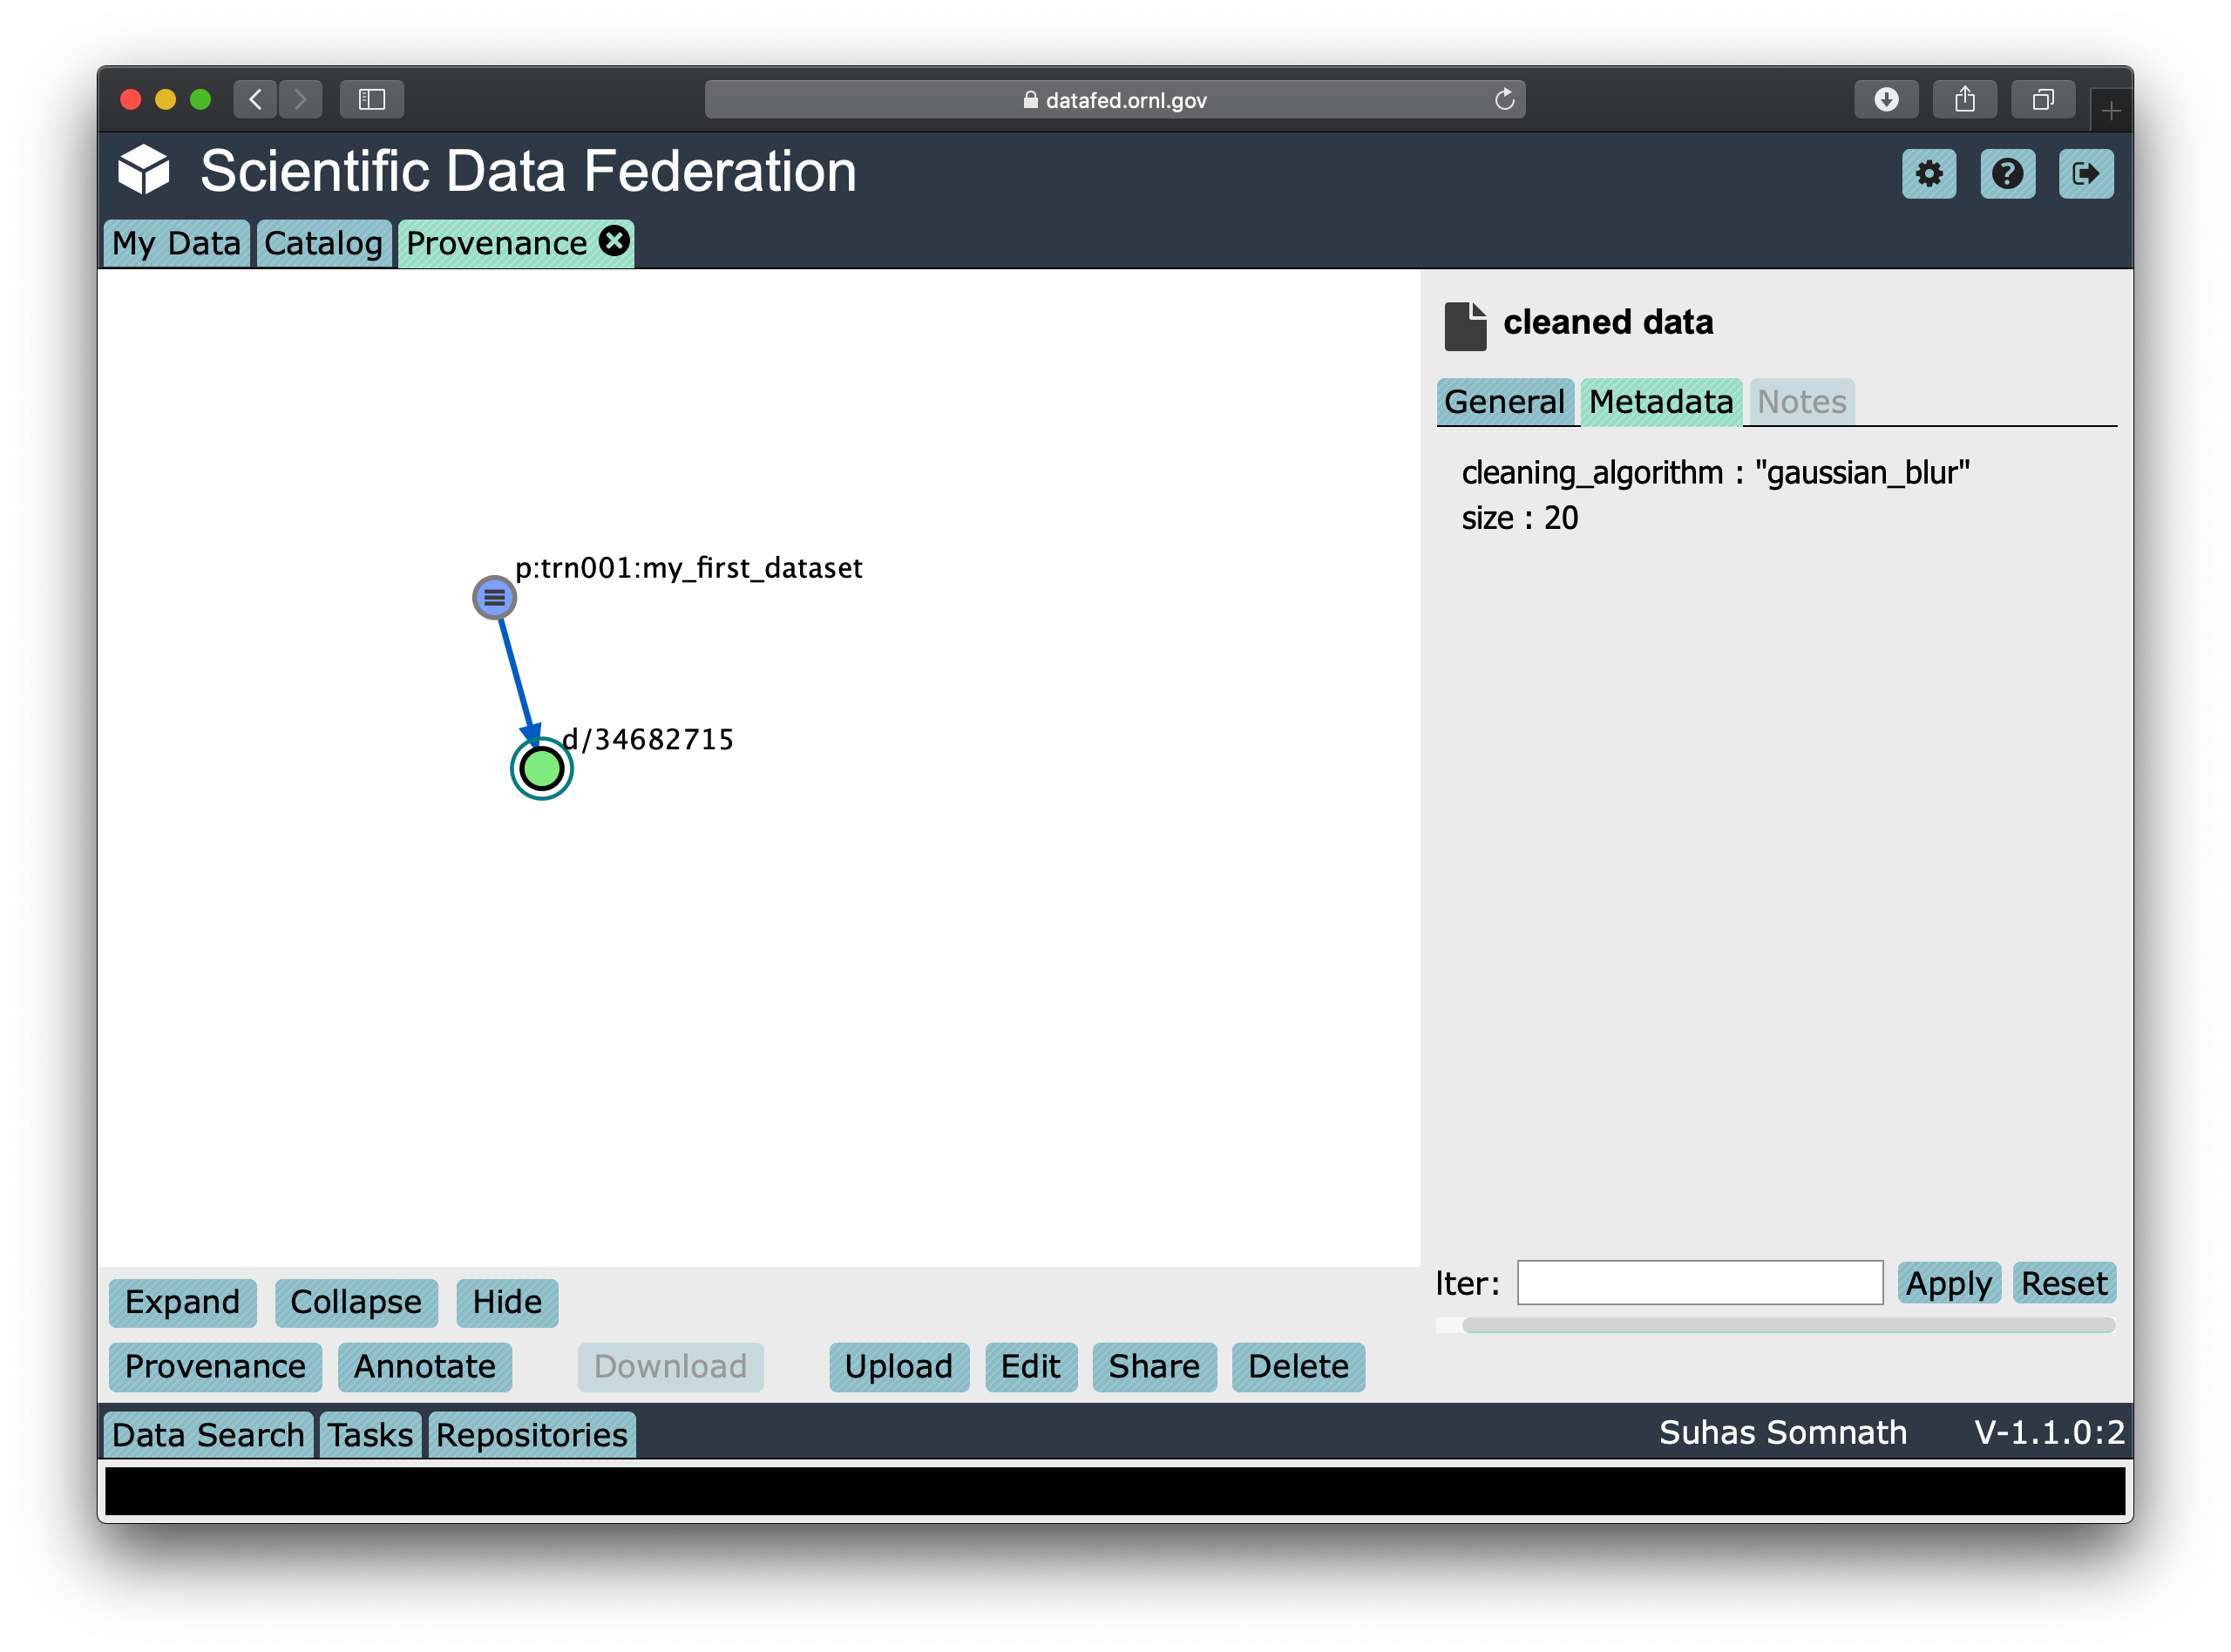 datafed.ornl.gov
Scientific Data Federation
My Data Catalog Provenance
cleaned data
General Metadata Notes
cleaning_algorithm : "gaussian_blur"
size : 20
p:trn001:my_first_dataset
d/34682715
lter: Apply Reset
Expand Collapse Hide
Provenance Annotate Download Upload Edit Share Delete
Data Search Tasks Repositories Suhas Somnath V-1.1.0:2